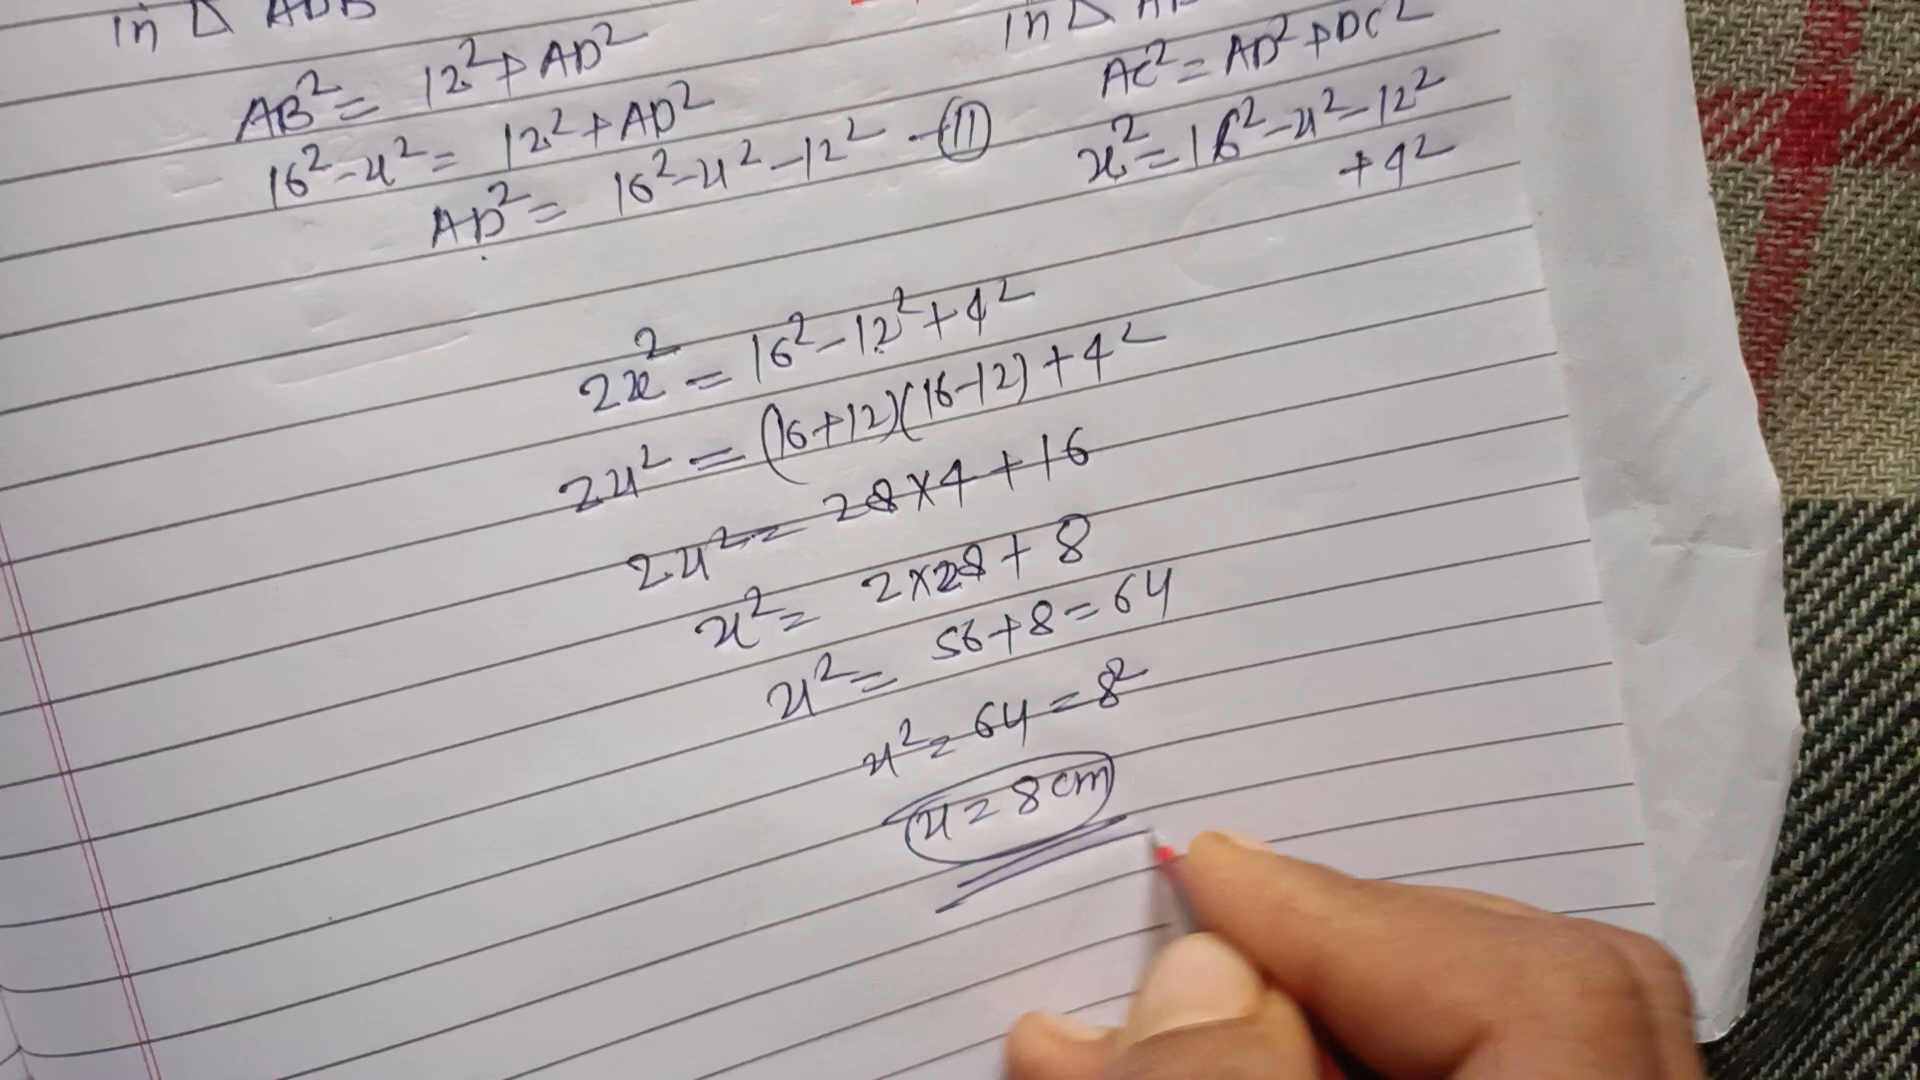 in Δ ADB
AB² = 12² + AD²
16² - x² = 12² + AD²
AD² = 16² - x² - 12² - (11)
in Δ
AC² = AD² + DC²
x² = 16² - x² - 12²
+ 4²
2x² = 16² - 12² + 4²
2x² = (16+12)(16-12) + 4²
2x² = 28 × 4 + 16
x² = 2 × 28 + 8
x² = 56 + 8 = 64
x² = 64 = 8²
x = 8 cm